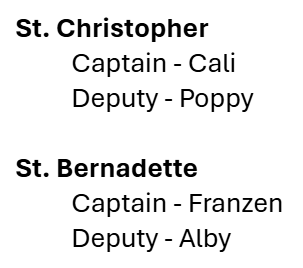 St. Christopher
Captain - Cali
Deputy - Poppy
St. Bernadette
Captain - Franzen
Deputy - Alby